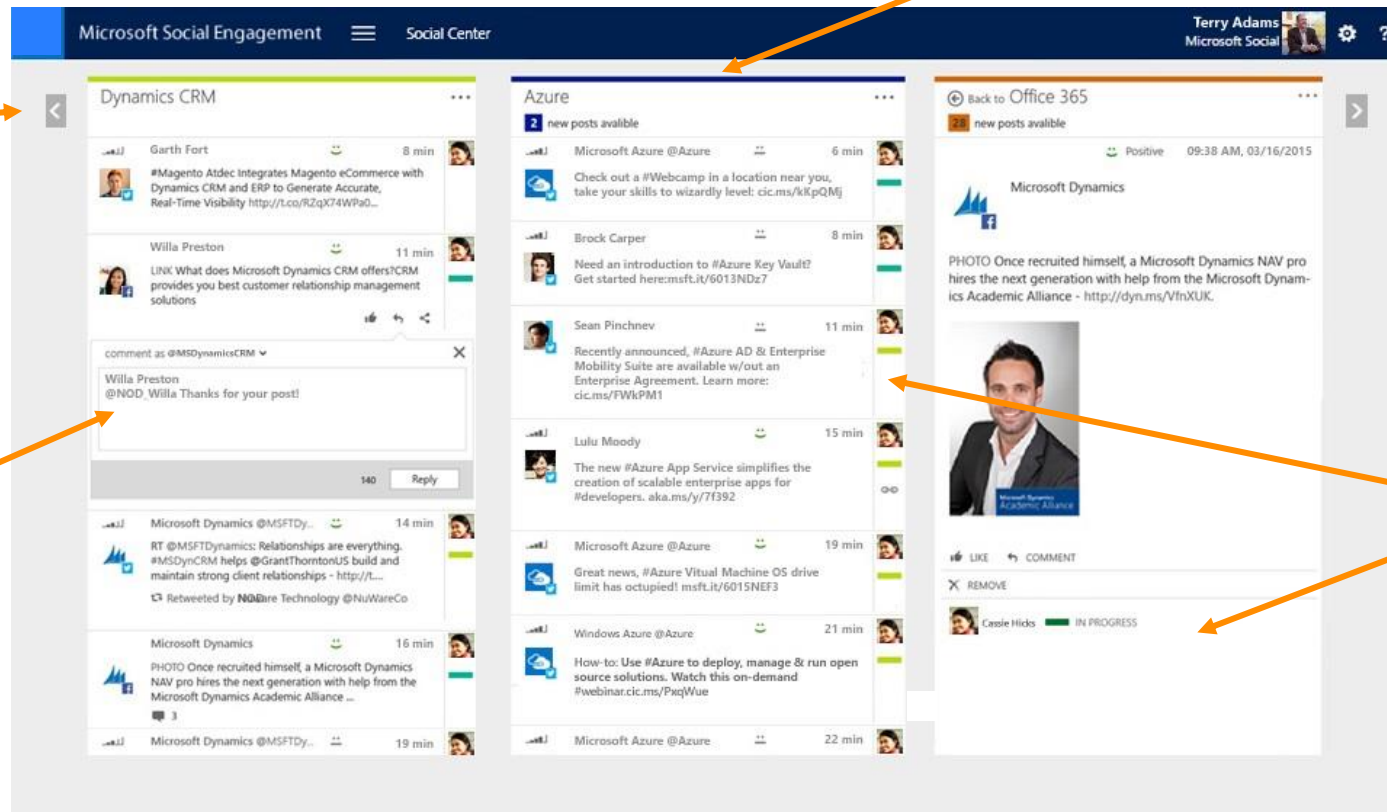 Microsoft Social Engagement
Social Center
Terry Adams
Microsoft Social
?
Dynamics CRM
...
Garth Fort
8 min
#Magento Atdec Integrates Magento eCommerce with
Dynamics CRM and ERP to Generate Accurate,
Real-Time Visibility http://t.co/RZqX74WPa0...
Willa Preston
11 min
LINK What does Microsoft Dynamics CRM offers?CRM
provides you best customer relationship management
solutions
comment as @MSDynamicsCRM
Willa Preston
@NOD_Willa Thanks for your post!
140
Reply
Microsoft Dynamics @MSFTDy..
14 min
RT @MSFTDynamics: Relationships are everything.
#MSDynCRM helps @GrantThorntonUS build and
maintain strong client relationships - http://t....
Retweeted by are Technology @NuWareCo
Microsoft Dynamics
16 min
PHOTO Once recruited himself, a Microsoft Dynamics
NAV pro hires the next generation with help from the
Microsoft Dynamics Academic Alliance ...
3
Microsoft Dynamics @MSFTDy..
19 min
Azure
...
2 new posts avalible
Microsoft Azure @Azure
6 min
Check out a #Webcamp in a location near you,
take your skills to wizardly level: cic.ms/kKpQMj
Brock Carper
8 min
Need an introduction to #Azure Key Vault?
Get started here:msft.it/6013NDz7
Sean Pinchnev
11 min
Recently announced, #Azure AD & Enterprise
Mobility Suite are available w/out an
Enterprise Agreement. Learn more:
cic.ms/FWkPM1
Lulu Moody
15 min
The new #Azure App Service simplifies the
creation of scalable enterprise apps for
#developers. aka.ms/y/7f392
Microsoft Azure @Azure
19 min
Great news, #Azure Vitual Machine OS drive
limit has octupied! msft.it/6015NEF3
Windows Azure @Azure
21 min
How-to: Use #Azure to deploy, manage & run open
source solutions. Watch this on-demand
#webinar.cic.ms/PxqWue
Microsoft Azure @Azure
22 min
Back to Office 365
...
28 new posts avalible
Positive 09:38 AM, 03/16/2015
Microsoft Dynamics
PHOTO Once recruited himself, a Microsoft Dynamics NAV pro
hires the next generation with help from the Microsoft Dynam-
ics Academic Alliance - http://dyn.ms/VfnXUK.
Microsoft Dynamics
Academic Alliance
LIKE COMMENT
REMOVE
Cassie Hicks IN PROGRESS